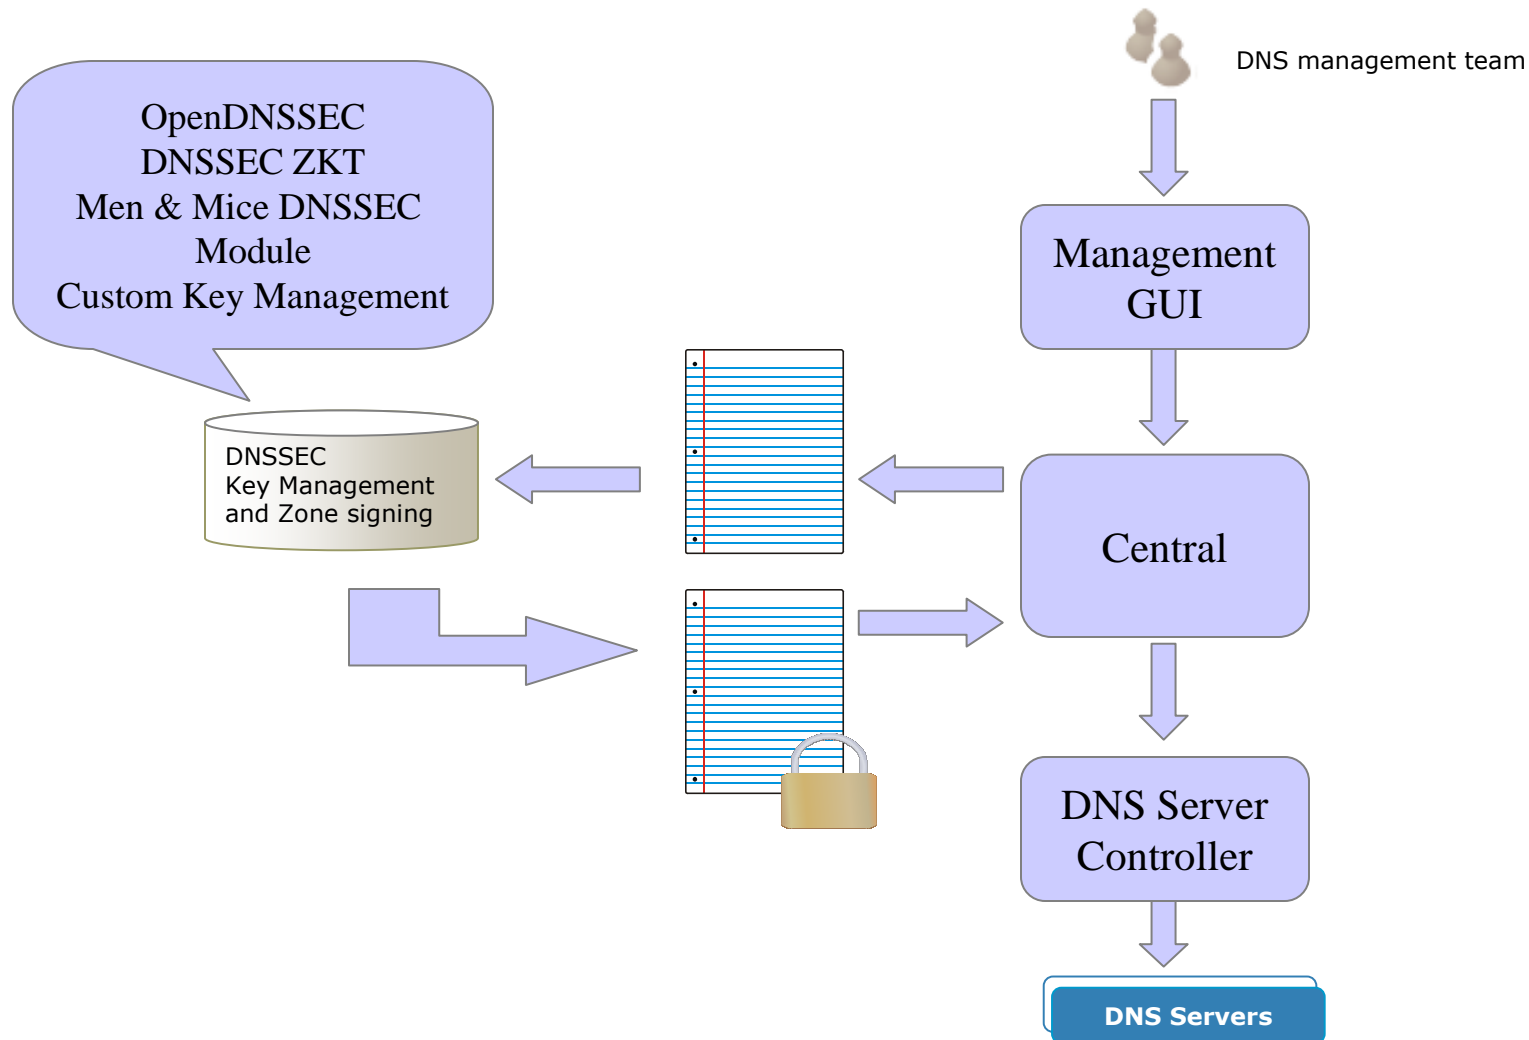 DNS management team
OpenDNSSEC
DNSSEC ZKT
Men & Mice DNSSEC
Module
Custom Key Management
Management
GUI
DNSSEC
Key Management
and Zone signing
Central
DNS Server
Controller
DNS Servers